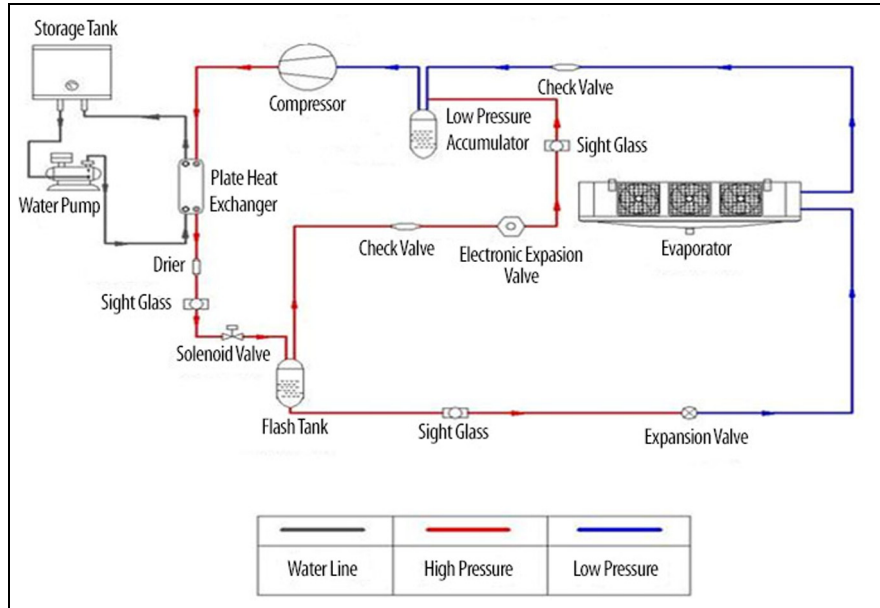 Storage Tank
Compressor
Check Valve
Low Pressure
Accumulator
Sight Glass
Water Pump
Plate Heat
Exchanger
Check Valve
Electronic Expasion
Valve
Evaporator
Drier
Sight Glass
Solenoid Valve
Flash Tank
Sight Glass
Expansion Valve
Water Line
High Pressure
Low Pressure